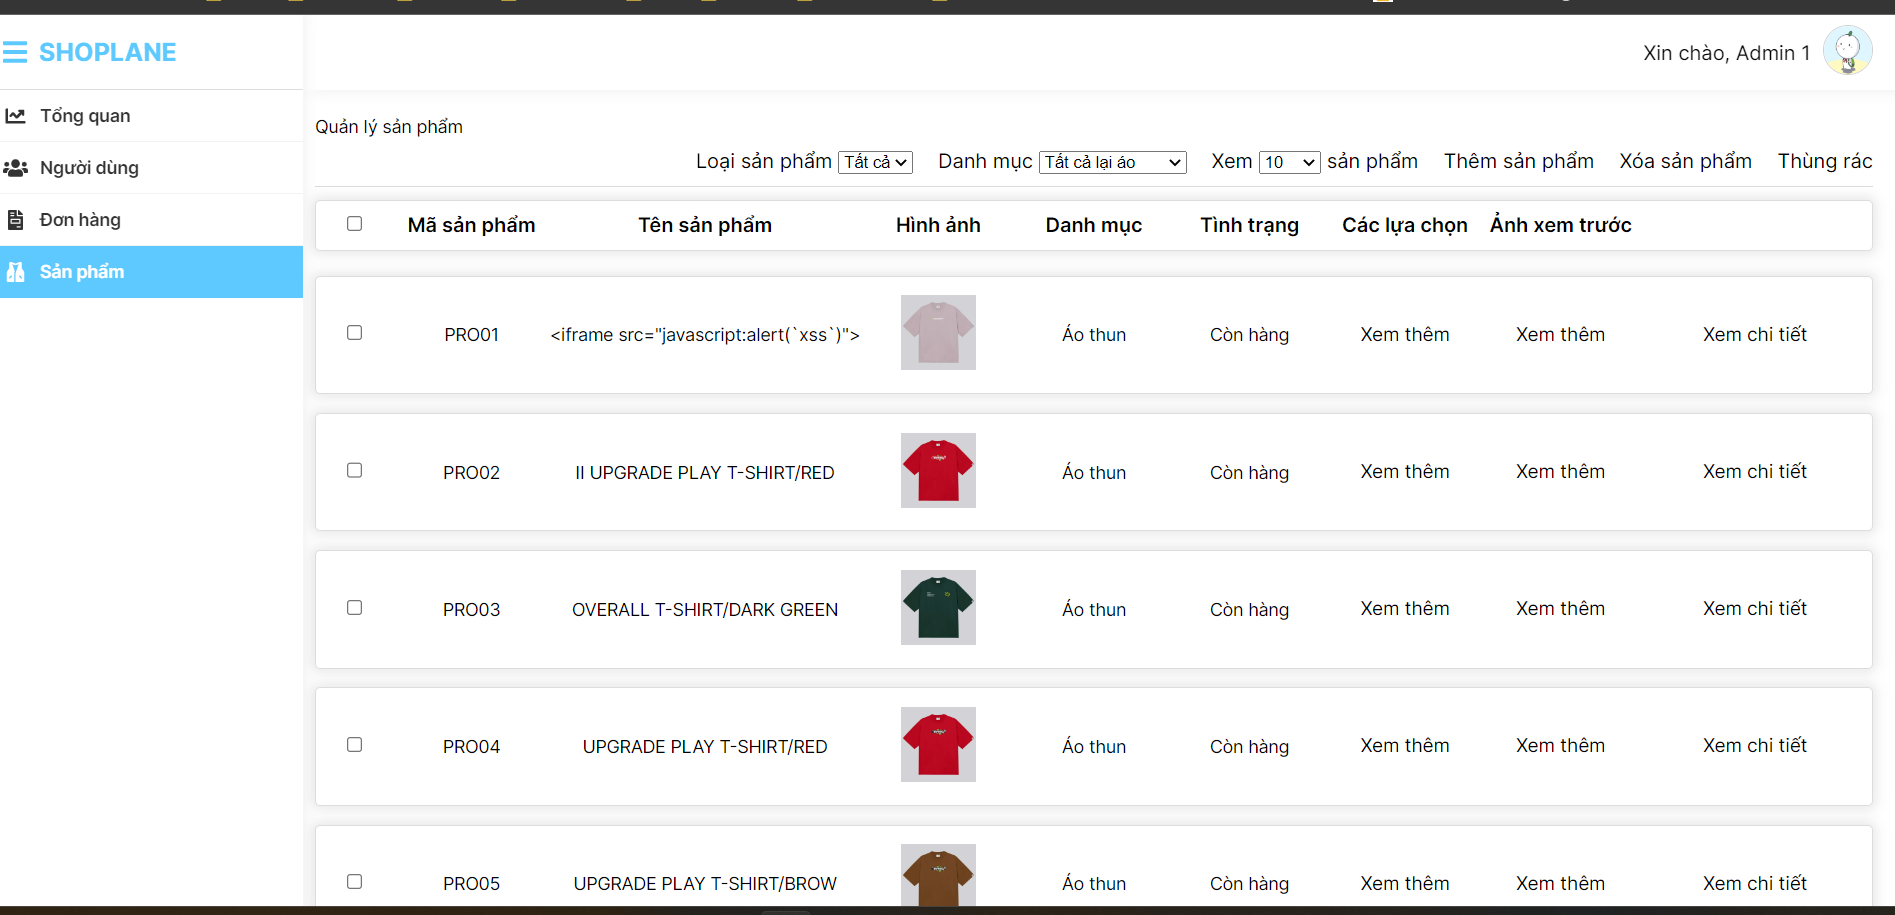 SHOPLANE
Xin chào, Admin 1
Tổng quan
Người dùng
Đơn hàng
Sản phẩm
Quản lý sản phẩm
Loại sản phẩm Tất cả Danh mục Tất cả lại áo Xem 10 sản phẩm Thêm sản phẩm Xóa sản phẩm Thùng rác
Mã sản phẩm Tên sản phẩm Hình ảnh Danh mục Tình trạng Các lựa chọn Ảnh xem trước
PRO01 <iframe src="javascript:alert(`xss`)"> Áo thun Còn hàng Xem thêm Xem thêm Xem chi tiết
PRO02 II UPGRADE PLAY T-SHIRT/RED Áo thun Còn hàng Xem thêm Xem thêm Xem chi tiết
PRO03 OVERALL T-SHIRT/DARK GREEN Áo thun Còn hàng Xem thêm Xem thêm Xem chi tiết
PRO04 UPGRADE PLAY T-SHIRT/RED Áo thun Còn hàng Xem thêm Xem thêm Xem chi tiết
PRO05 UPGRADE PLAY T-SHIRT/BROW Áo thun Còn hàng Xem thêm Xem thêm Xem chi tiết